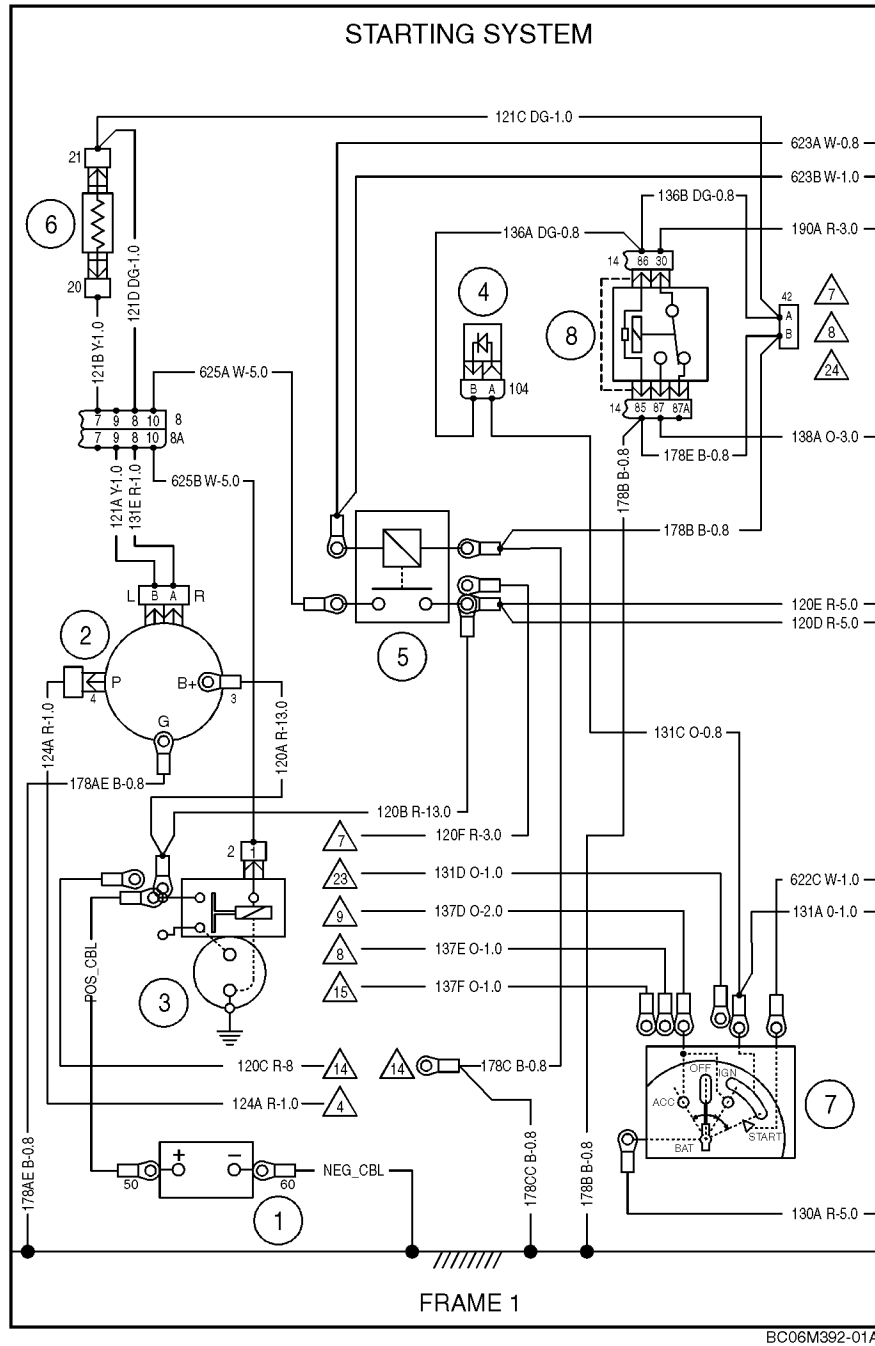 STARTING SYSTEM
121C DG-1.0
623A W-0.8
21
623B W-1.0
136B DG-0.8
6
136A DG-0.8
190A R-3.0
14 86 30
121D DG-1.0
20
4
42
7
A
8
8
B
24
121B Y-1.0
625A W-5.0
B A 104
14 85 87 87A
7 9 8 10 8
7 9 8 10 8A
138A O-3.0
178E B-0.8
625B W-5.0
121A Y-1.0
131E R-1.0
178B B-0.8
178B B-0.8
L B A R
120E R-5.0
2
120D R-5.0
5
P
B+
4
3
G
124A R-1.0
120A R-13.0
131C O-0.8
178AE B-0.8
120B R-13.0
7
120F R-3.0
2 1
23
131D O-1.0
622C W-1.0
9
137D O-2.0
131A 0-1.0
8
137E O-1.0
POS_CBL
3
15
137F O-1.0
120C R-8
14
14
178C B-0.8
OFF
IGN
ACC
7
124A R-1.0
4
START
BAT
178AE B-0.8
+
−
50
60
NEG_CBL
178CC B-0.8
178B B-0.8
1
130A R-5.0
FRAME 1
BC06M392-01A